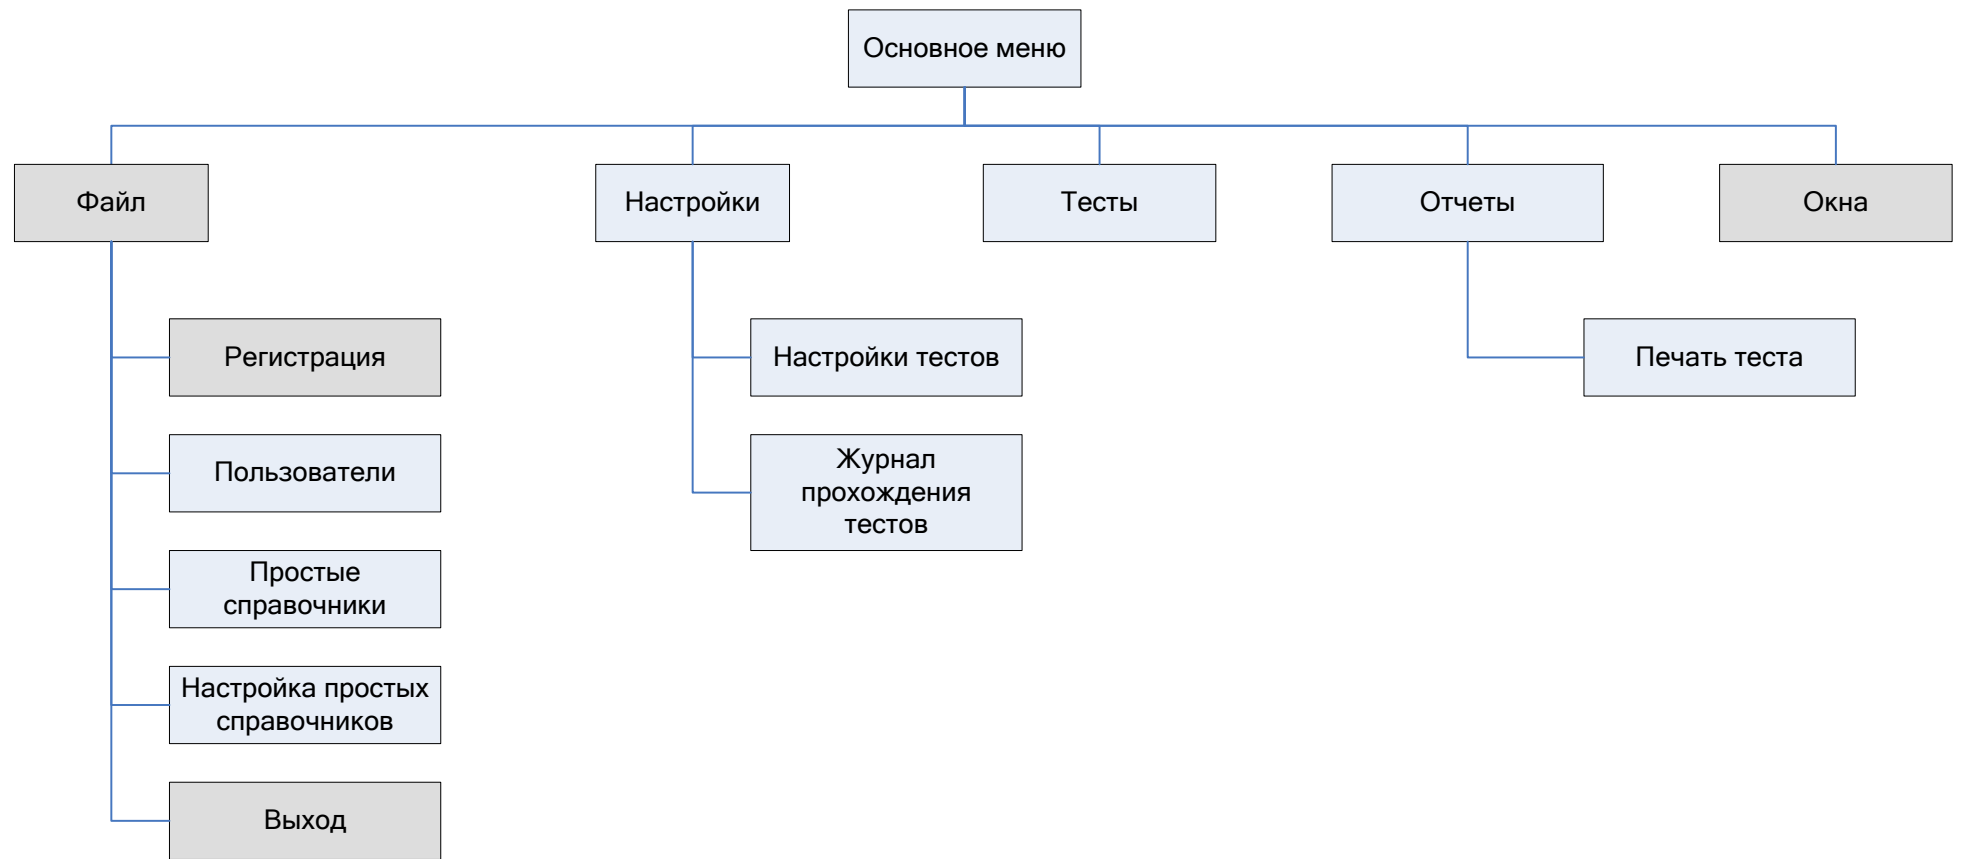 Основное меню
Файл
Настройки
Тесты
Отчеты
Окна
Регистрация
Настройки тестов
Печать теста
Пользователи
Журнал
прохождения
тестов
Простые
справочники
Настройка простых
справочников
Выход